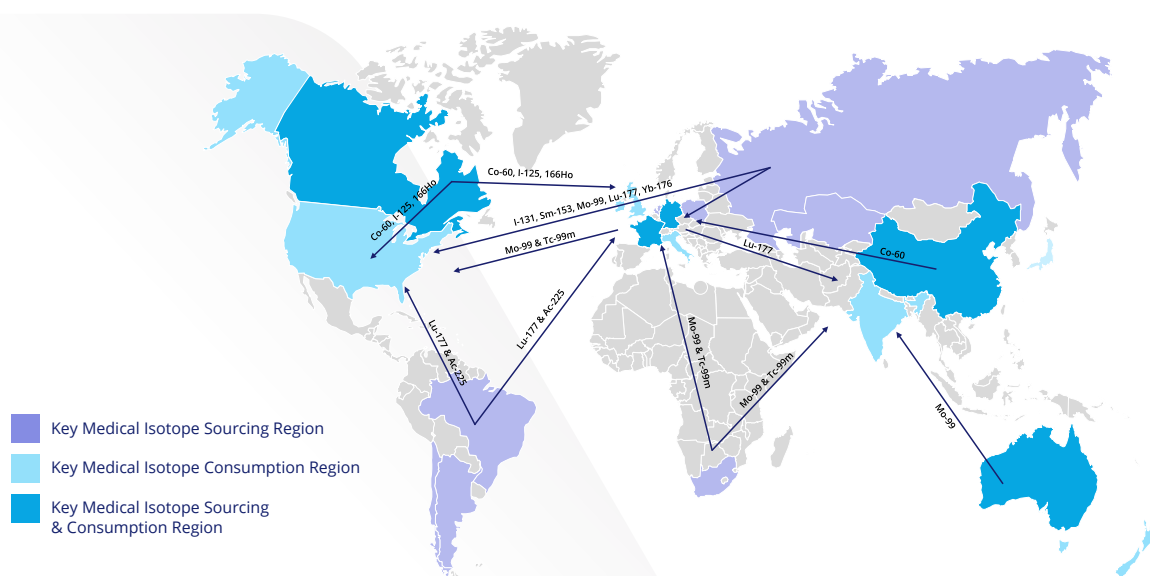 Co-60, I-125, 166Ho
Co-60, I-125, 166Ho
I-131, Sm-153, Mo-99, Lu-177, Yb-176
Mo-99 & Tc-99m
Lu-177
Co-60
Lu-177 & Ac-225
Lu-177 & Ac-225
Mo-99 & Tc-99m
Mo-99 & Tc-99m
Mo-99
Key Medical Isotope Sourcing Region
Key Medical Isotope Consumption Region
Key Medical Isotope Sourcing
& Consumption Region